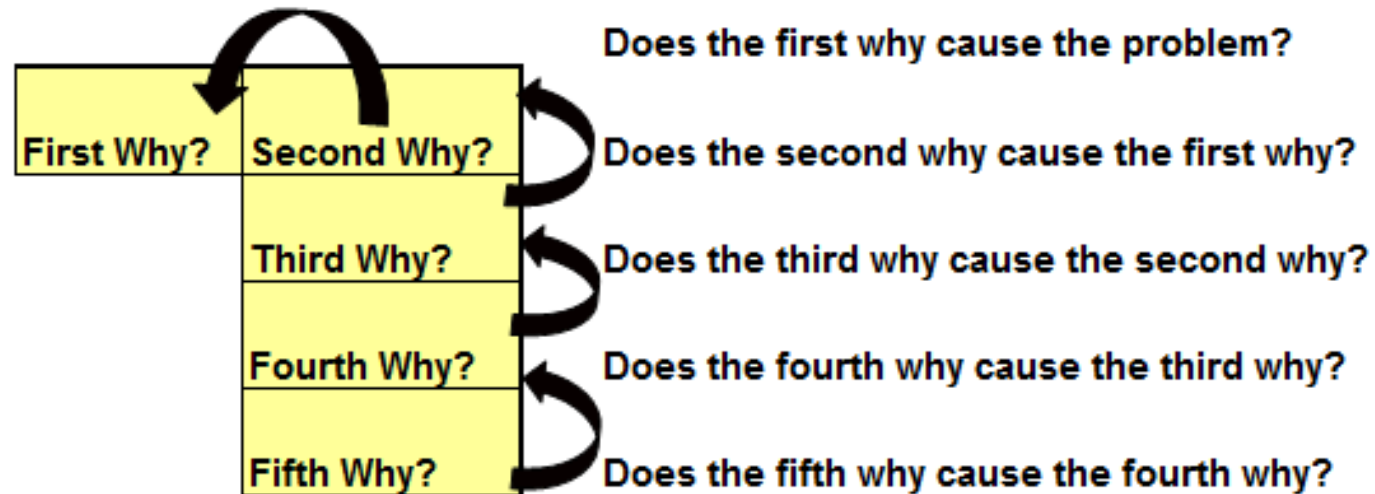 Does the first why cause the problem?
First Why? Second Why? Does the second why cause the first why?
Third Why? Does the third why cause the second why?
Fourth Why? Does the fourth why cause the third why?
Fifth Why? Does the fifth why cause the fourth why?